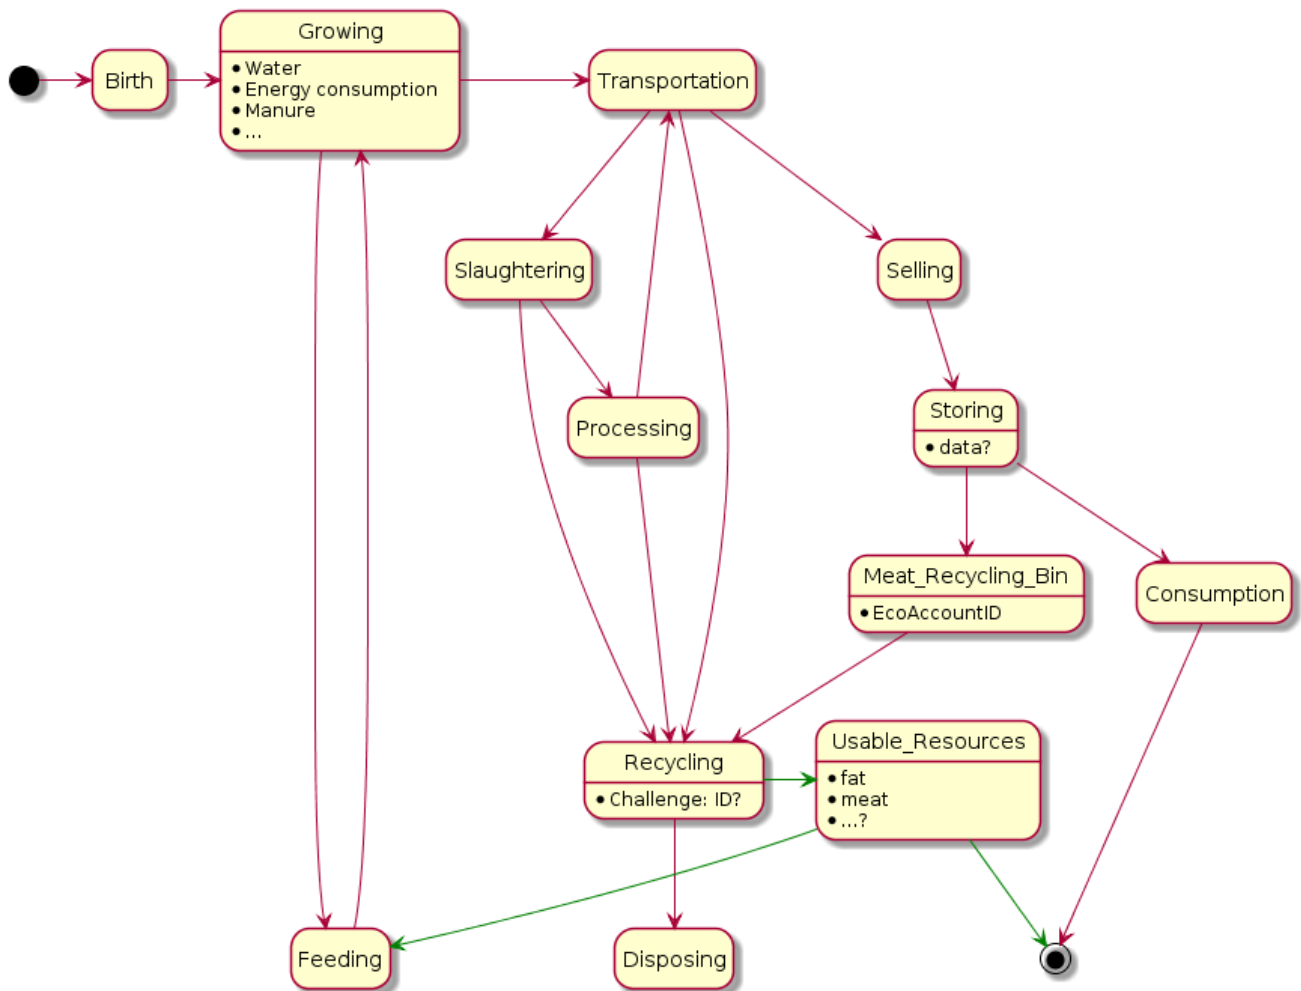 Birth
Growing
• Water
• Energy consumption
• Manure
• ...
Transportation
Slaughtering
Selling
Processing
Storing
• data?
Meat_Recycling_Bin
• EcoAccountID
Consumption
Recycling
• Challenge: ID?
Usable_Resources
• fat
• meat
• ...?
Feeding
Disposing